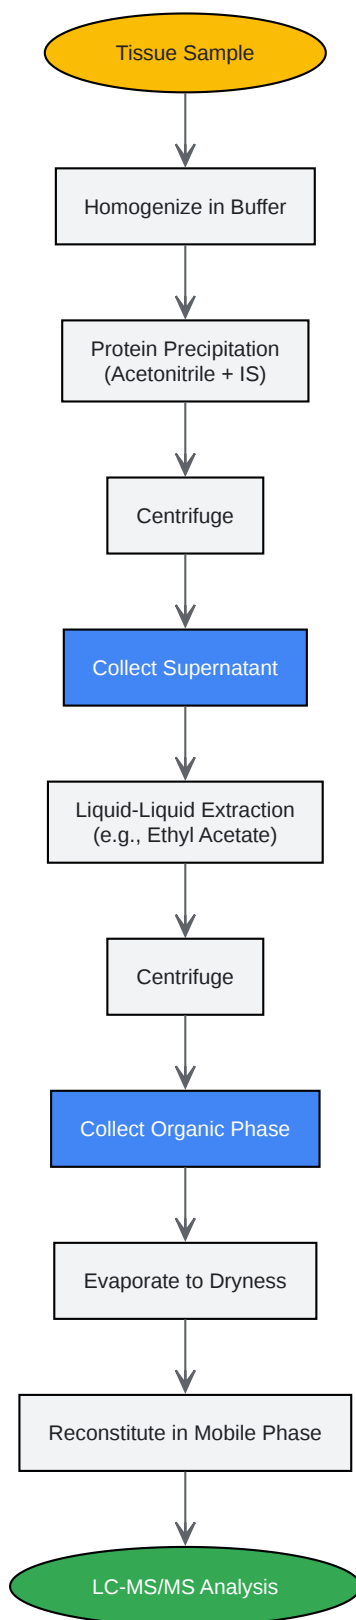 Tissue Sample
Homogenize in Buffer
Protein Precipitation
(Acetonitrile + IS)
Centrifuge
Collect Supernatant
Liquid-Liquid Extraction
(e.g., Ethyl Acetate)
Centrifuge
Collect Organic Phase
Evaporate to Dryness
Reconstitute in Mobile Phase
LC-MS/MS Analysis